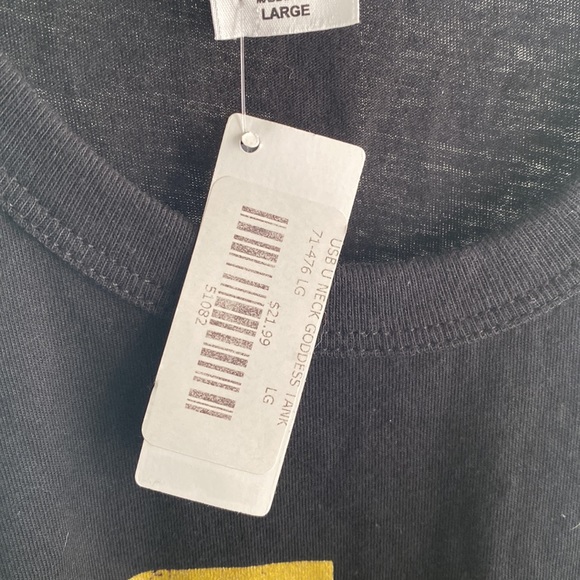 LARGE
USB U NECK GODDESS TANK
71-476 LG
$21.99
LG
51082